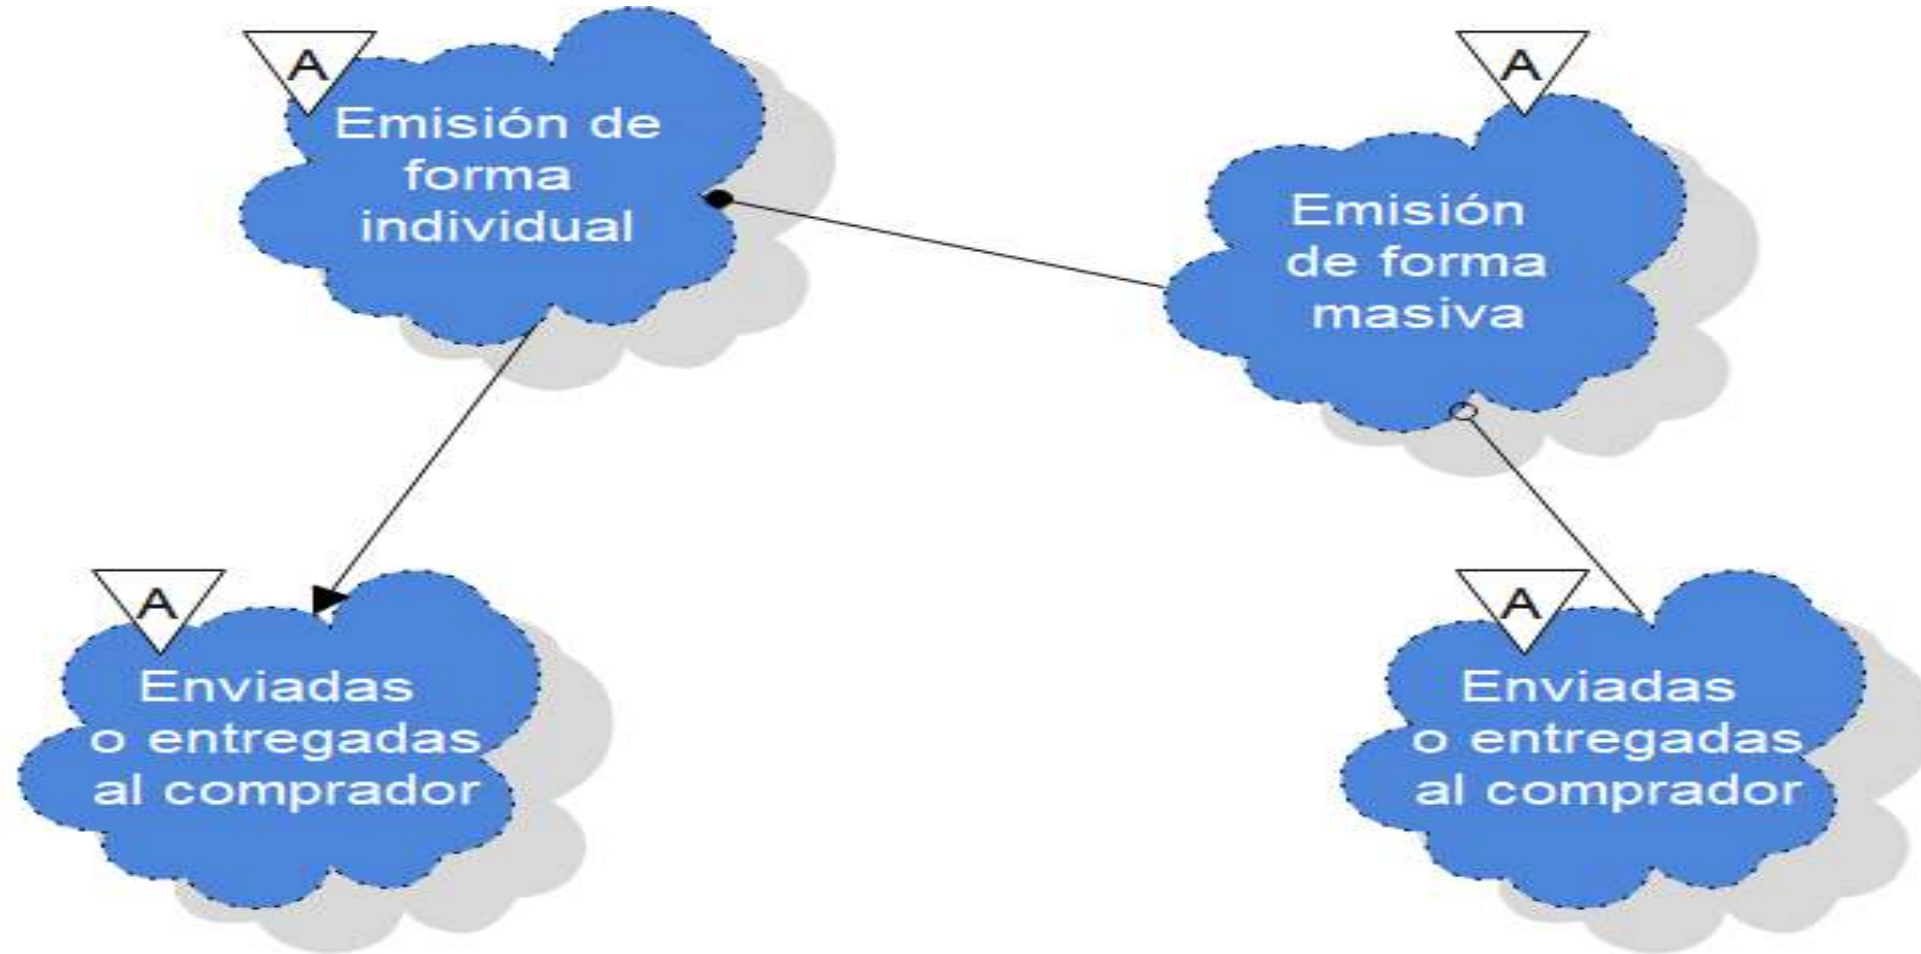 A
Emisión de
forma
individual
A
Emisión
de forma
masiva
A
Enviadas
o entregadas
al comprador
A
Enviadas
o entregadas
al comprador